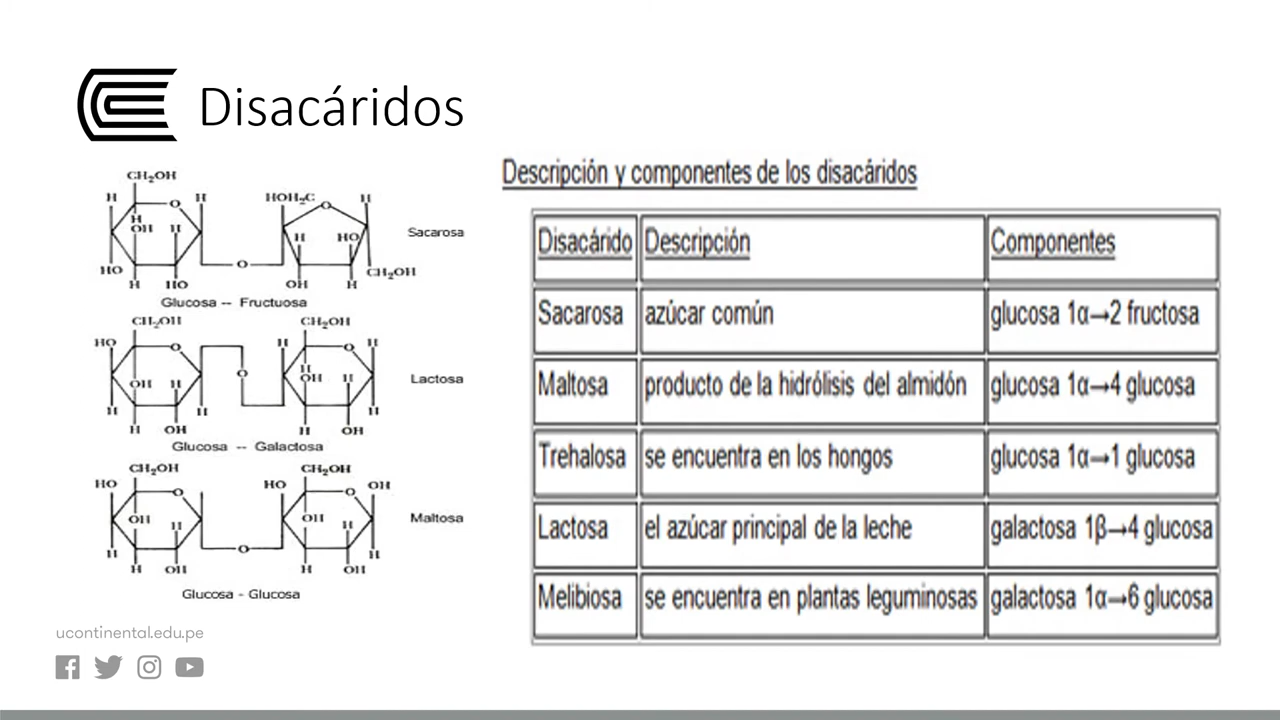 Disacáridos
CH₂OH
H O H HOH₂C O H
H
OH H H HO
HO O CH₂OH
H HO OH H
Sacarosa
Glucosa -- Fructuosa
CH₂OH CH₂OH
HO O H O H
O
OH H H OH H
H H H
H OH H OH
Lactosa
Glucosa -- Galactosa
CH₂OH CH₂OH
HO O HO O OH
OH H OH H
H O H
H OH H OH
Maltosa
Glucosa - Glucosa
Descripción y componentes de los disacáridos
Disacárido Descripción Componentes
Sacarosa azúcar común glucosa 1α→2 fructosa
Maltosa producto de la hidrólisis del almidón glucosa 1α→4 glucosa
Trehalosa se encuentra en los hongos glucosa 1α→1 glucosa
Lactosa el azúcar principal de la leche galactosa 1β→4 glucosa
Melibiosa se encuentra en plantas leguminosas galactosa 1α→6 glucosa
ucontinental.edu.pe